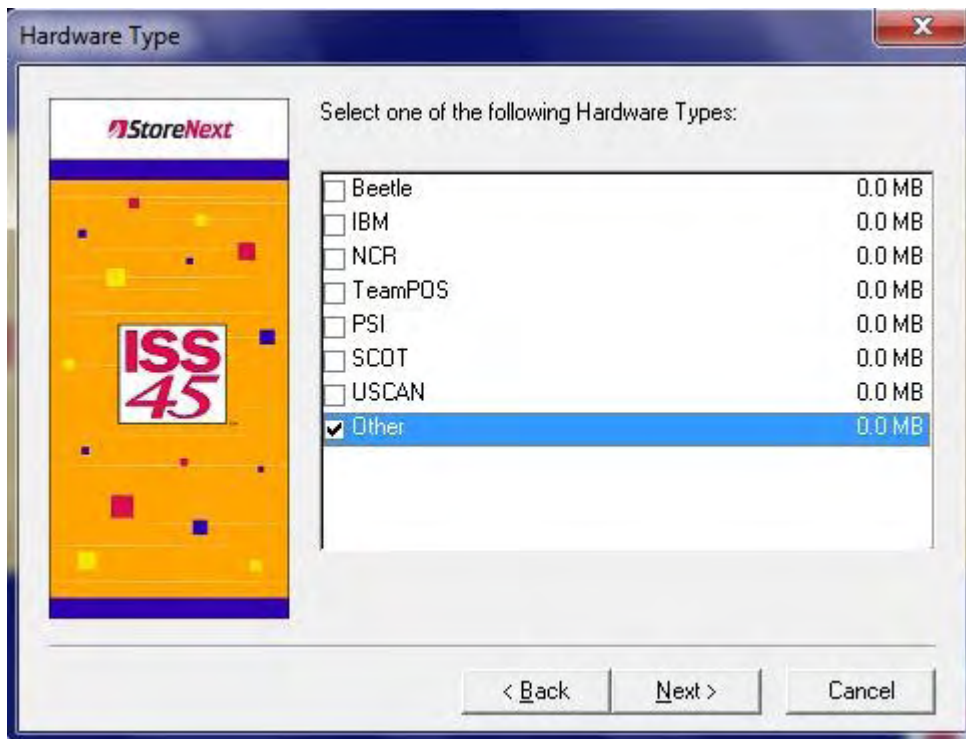 Hardware Type
StoreNext
ISS
45
Select one of the following Hardware Types:
Beetle 0.0 MB
IBM 0.0 MB
NCR 0.0 MB
TeamPOS 0.0 MB
PSI 0.0 MB
SCOT 0.0 MB
USCAN 0.0 MB
Other 0.0 MB
< Back Next > Cancel